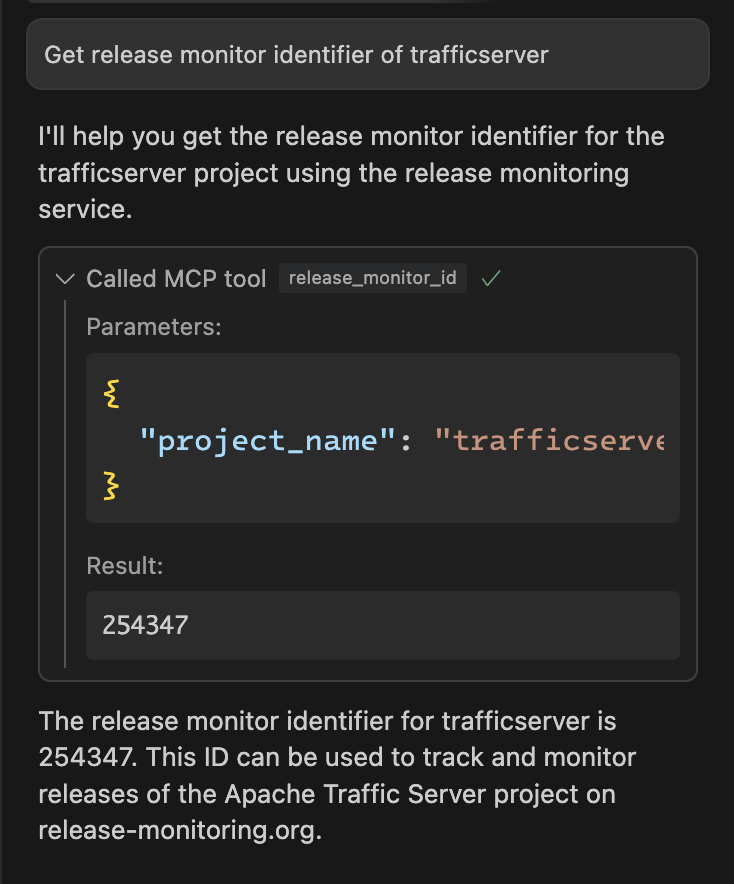 Get release monitor identifier of trafficserver
I'll help you get the release monitor identifier for the
trafficserver project using the release monitoring
service.
Called MCP tool release_monitor_id
Parameters:
{
"project_name": "trafficserve
}
Result:
254347
The release monitor identifier for trafficserver is
254347. This ID can be used to track and monitor
releases of the Apache Traffic Server project on
release-monitoring.org.